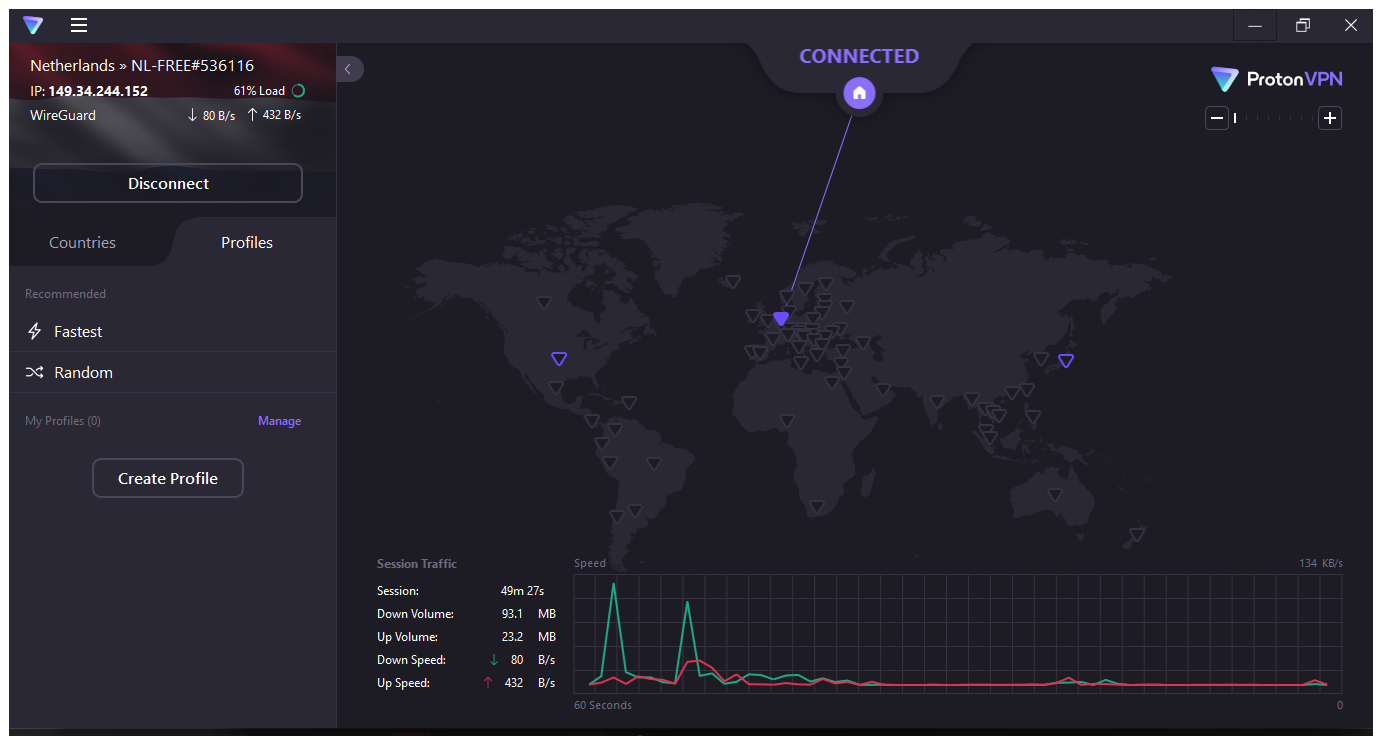 Netherlands » NL-FREE#536116
IP: 149.34.244.152 61% Load
WireGuard 80 B/s 432 B/s
Disconnect
Countries Profiles
Recommended
Fastest
Random
My Profiles (0) Manage
Create Profile
CONNECTED
ProtonVPN
Session Traffic
Session: 49m 27s
Down Volume: 93.1 MB
Up Volume: 23.2 MB
Down Speed: ↓ 80 B/s
Up Speed: ↑ 432 B/s
Speed 134 KB/s
60 Seconds 0